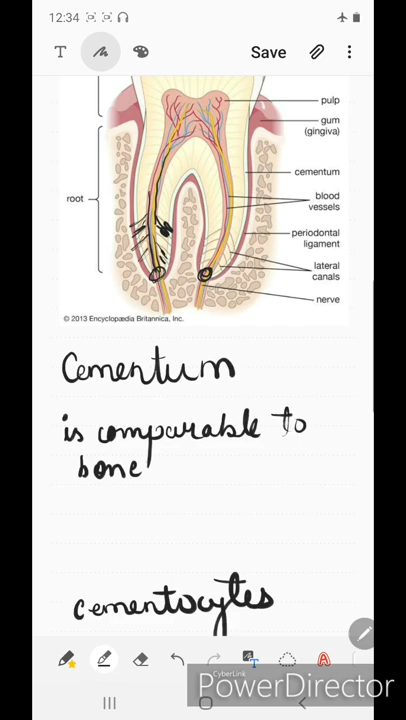 12:34
T
Save
pulp
gum
(gingiva)
cementum
root
blood
vessels
periodontal
ligament
lateral
canals
nerve
© 2013 Encyclopædia Britannica, Inc.
Cementum
is comparable to
bone
cementocytes
T
A
CyberLink
PowerDirector